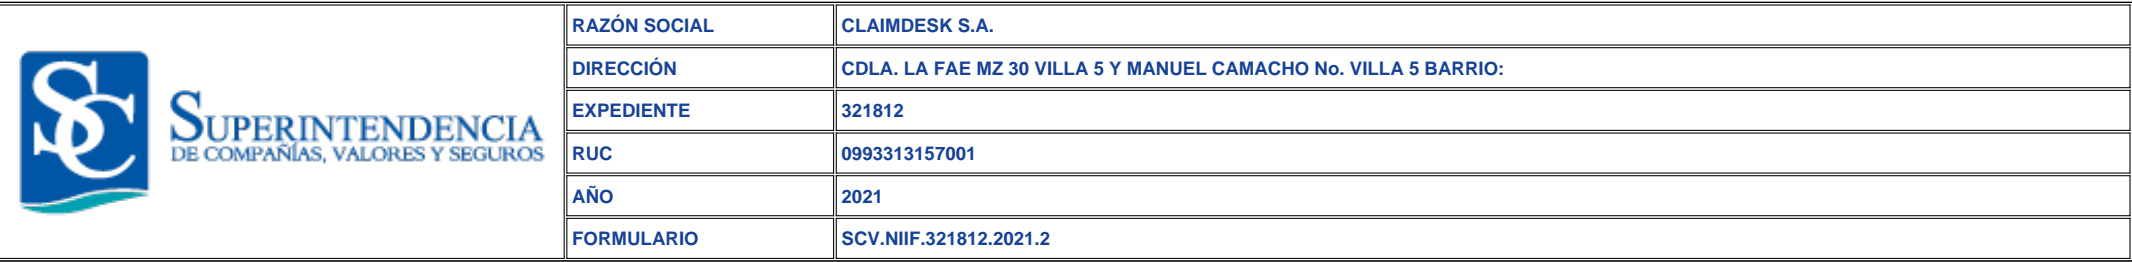 SC
SUPERINTENDENCIA
DE COMPAÑÍAS, VALORES Y SEGUROS
RAZÓN SOCIAL CLAIMDESK S.A.
DIRECCIÓN CDLA. LA FAE MZ 30 VILLA 5 Y MANUEL CAMACHO No. VILLA 5 BARRIO:
EXPEDIENTE 321812
RUC 0993313157001
AÑO 2021
FORMULARIO SCV.NIIF.321812.2021.2